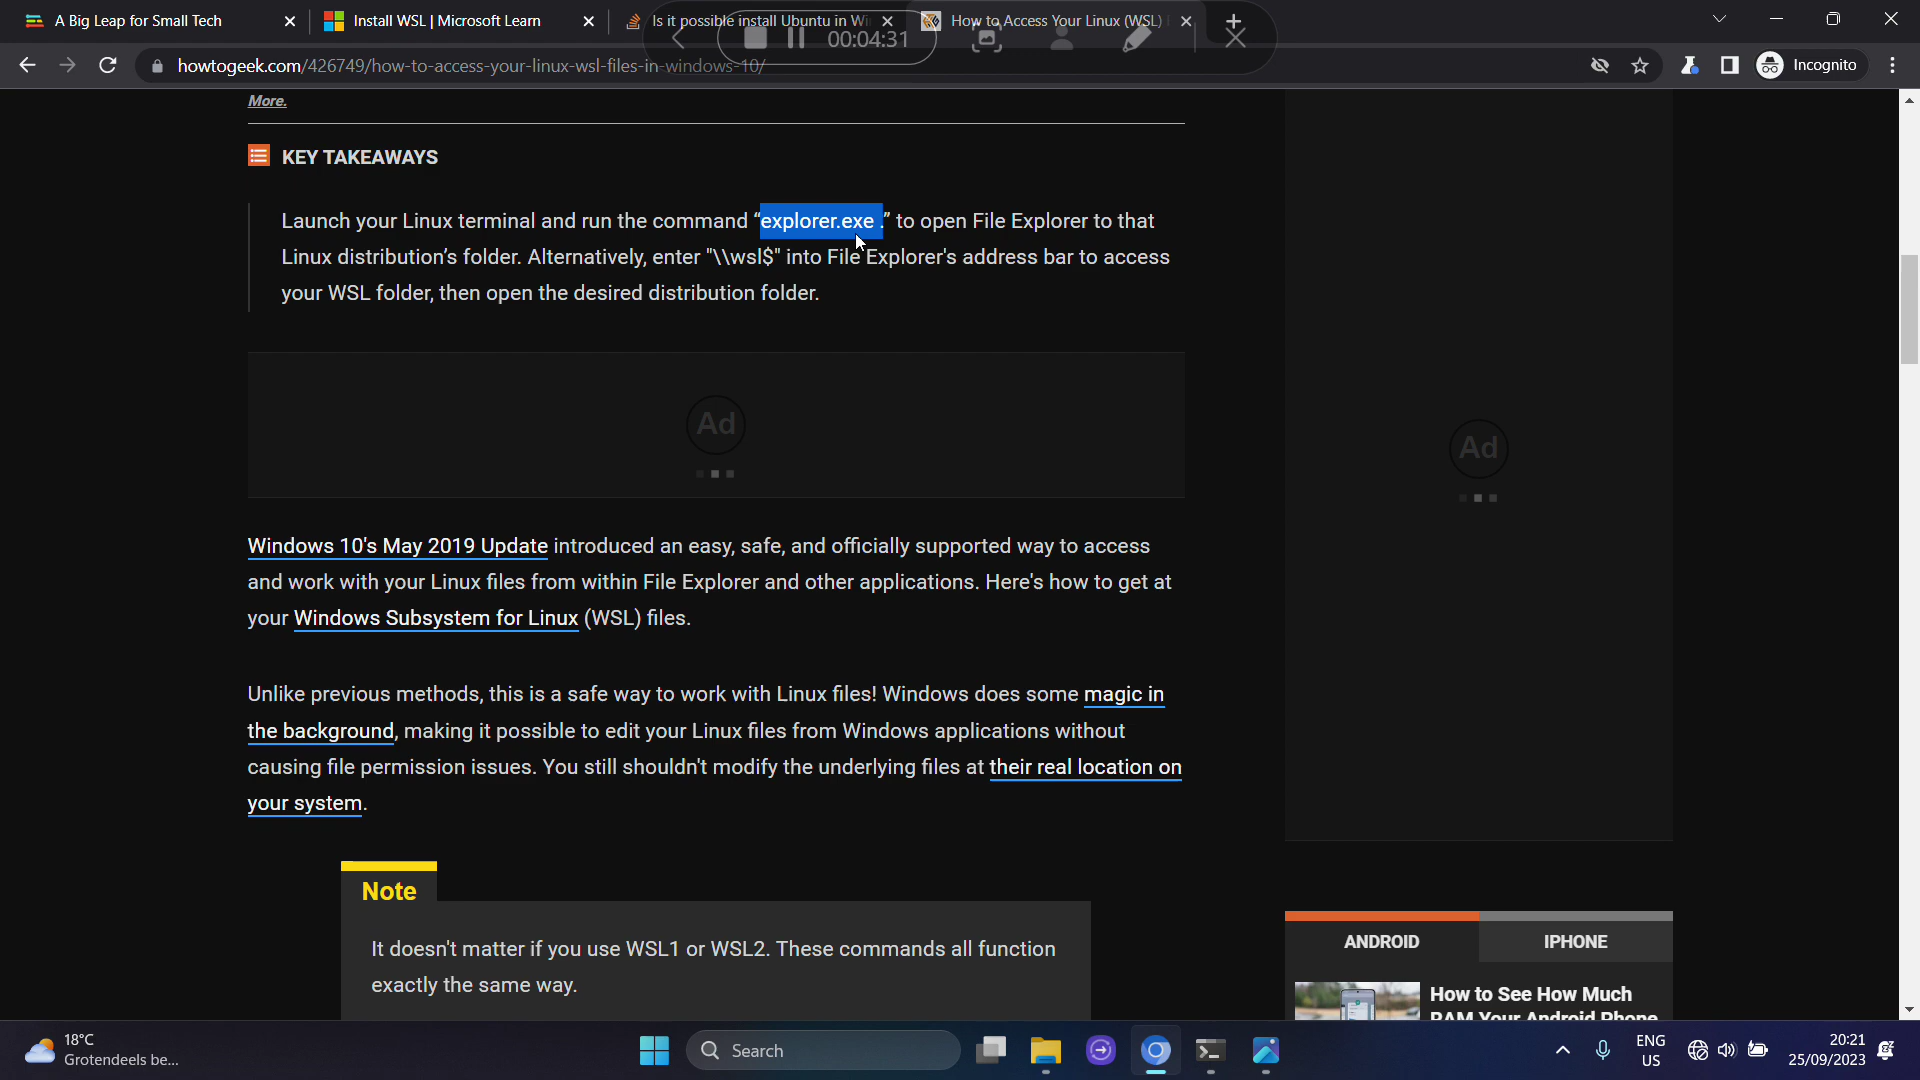 A Big Leap for Small Tech
Install WSL | Microsoft Learn
Is it possible install Ubuntu in Wi
How to Access Your Linux (WSL)
00:04:31
howtogeek.com/426749/how-to-access-your-linux-wsl-files-in-windows-10/
Incognito
More.
KEY TAKEAWAYS
Launch your Linux terminal and run the command “explorer.exe .” to open File Explorer to that
Linux distribution’s folder. Alternatively, enter "\\wsl$" into File Explorer's address bar to access
your WSL folder, then open the desired distribution folder.
Ad
Ad
Windows 10's May 2019 Update introduced an easy, safe, and officially supported way to access
and work with your Linux files from within File Explorer and other applications. Here's how to get at
your Windows Subsystem for Linux (WSL) files.
Unlike previous methods, this is a safe way to work with Linux files! Windows does some magic in
the background, making it possible to edit your Linux files from Windows applications without
causing file permission issues. You still shouldn't modify the underlying files at their real location on
your system.
Note
It doesn't matter if you use WSL1 or WSL2. These commands all function
exactly the same way.
ANDROID
IPHONE
How to See How Much
RAM Your Android Phone
18°C
Grotendeels be...
Search
ENG
US
20:21
25/09/2023